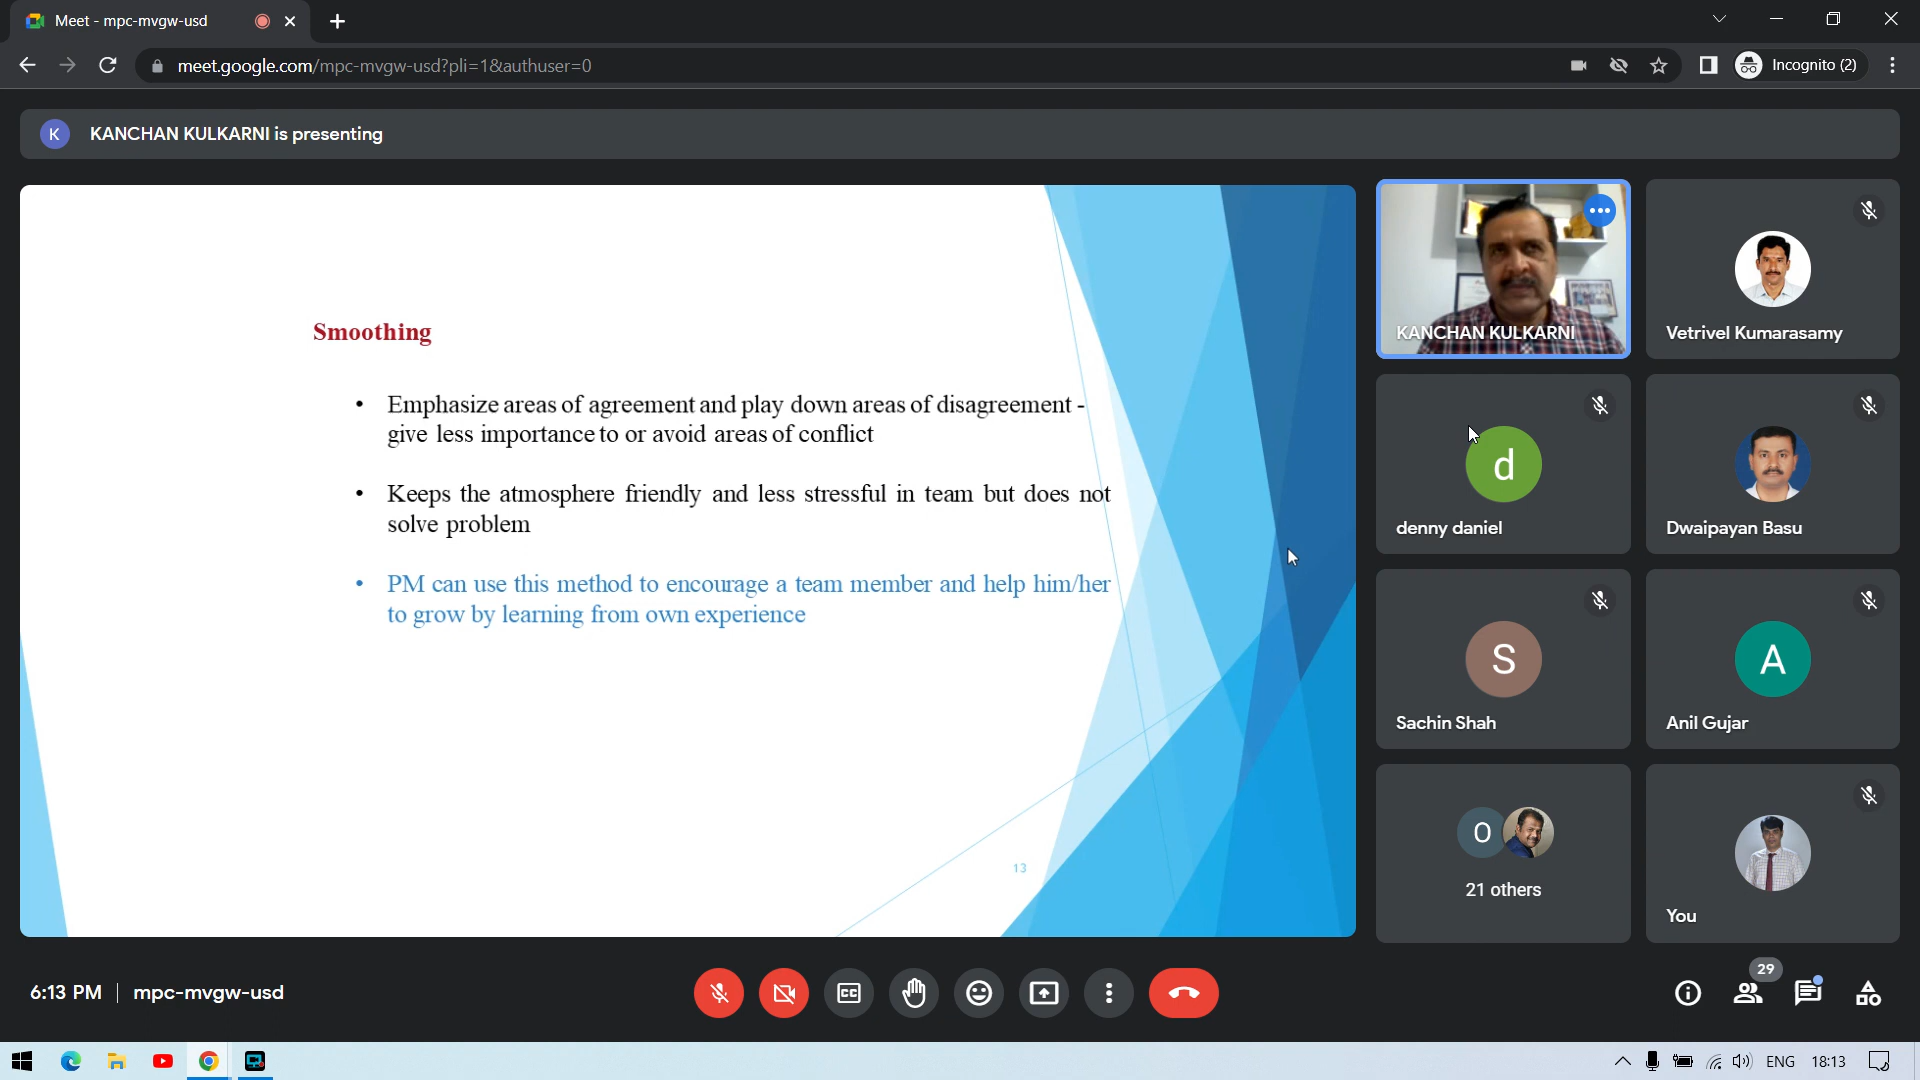 Meet - mpc-mvgw-usd
meet.google.com/mpc-mvgw-usd?pli=1&authuser=0
Incognito (2)
K
KANCHAN KULKARNI is presenting
Smoothing
• Emphasize areas of agreement and play down areas of disagreement -
give less importance to or avoid areas of conflict
• Keeps the atmosphere friendly and less stressful in team but does not
solve problem
• PM can use this method to encourage a team member and help him/her
to grow by learning from own experience
13
KANCHAN KULKARNI
Vetrivel Kumarasamy
d
denny daniel
Dwaipayan Basu
S
Sachin Shah
A
Anil Gujar
O
21 others
You
6:13 PM | mpc-mvgw-usd
CC
29
ENG
18:13